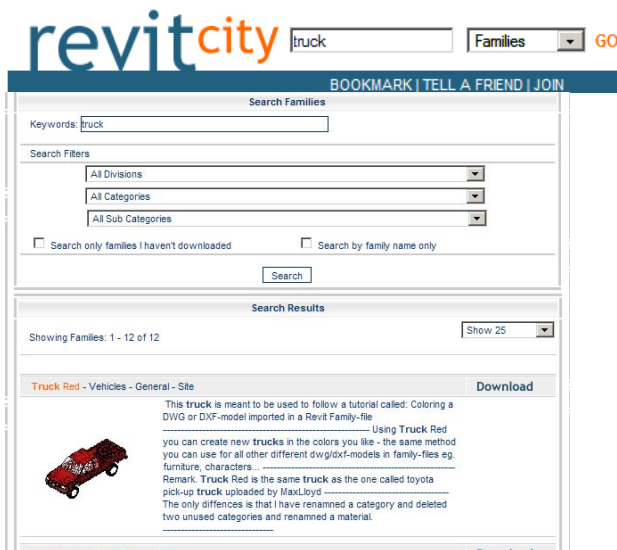 revitcity truck Families GO
BOOKMARK | TELL A FRIEND | JOIN
Search Families
Keywords: truck
Search Filters
All Divisions
All Categories
All Sub Categories
Search only families I haven't downloaded Search by family name only
Search
Search Results
Showing Families: 1 - 12 of 12 Show 25
Truck Red - Vehicles - General - Site Download
This truck is meant to be used to follow a tutorial called: Coloring a
DWG or DXF-model imported in a Revit Family-file
--------------------------------------------------------- Using Truck Red
you can create new trucks in the colors you like - the same method
you can use for all other different dwg/dxf-models in family-files eg.
furniture, characters... -----------------------------------------------------
Remark. Truck Red is the same truck as the one called toyota
pick-up truck uploaded by MaxLloyd -----------------------------------
The only diffences is that I have renamned a category and deleted
two unused categories and renamned a material.
------------------------------